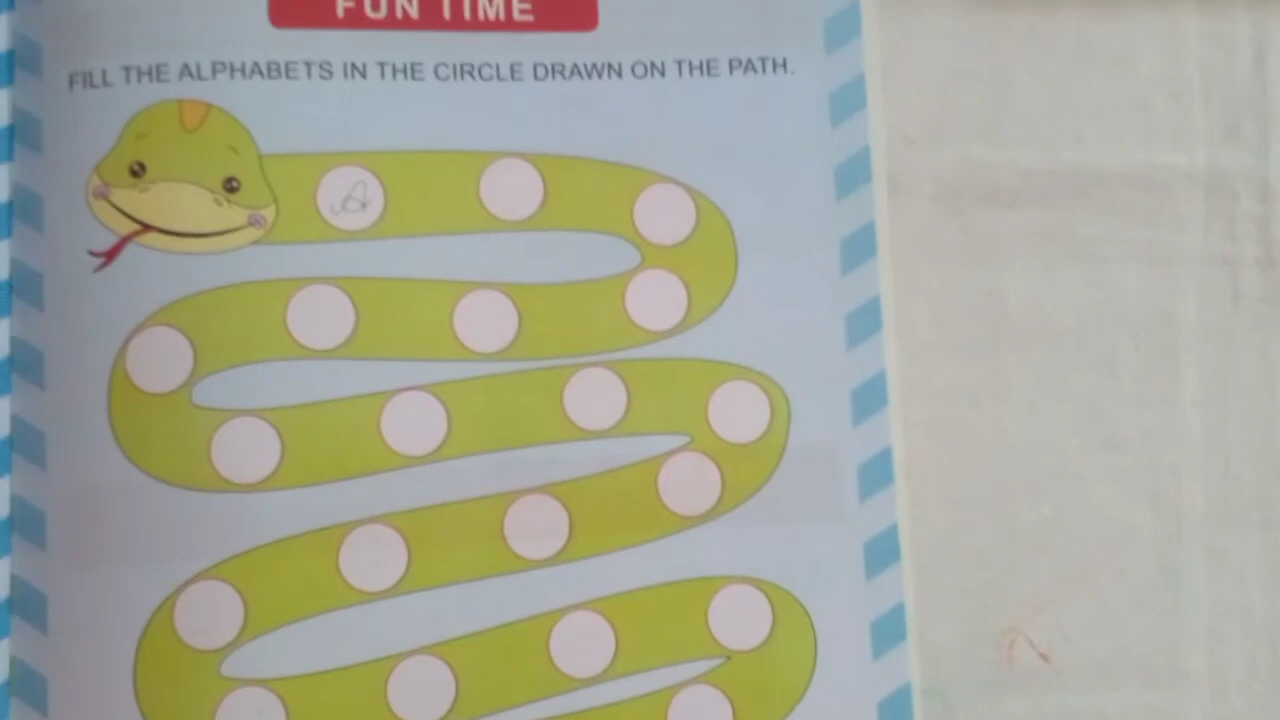 FUN TIME
FILL THE ALPHABETS IN THE CIRCLE DRAWN ON THE PATH.
A